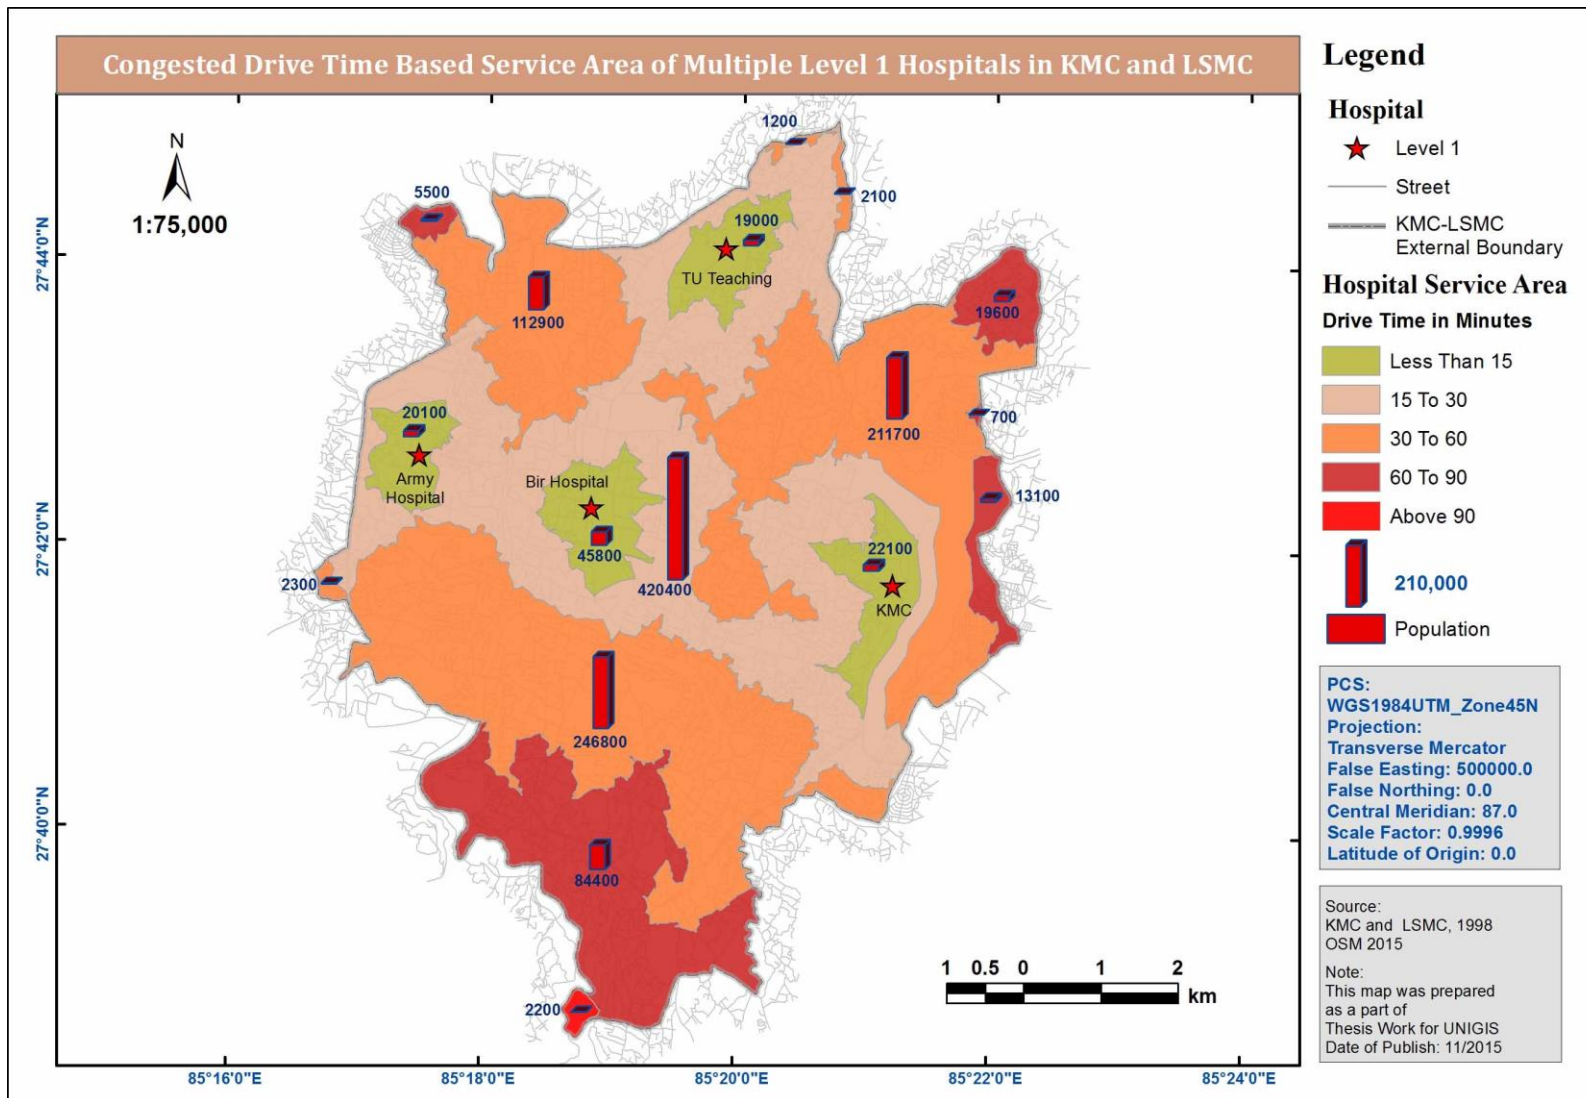 Congested Drive Time Based Service Area of Multiple Level 1 Hospitals in KMC and LSMC
N
1:75,000
27°44'0"N
27°42'0"N
27°40'0"N
85°16'0"E
85°18'0"E
85°20'0"E
85°22'0"E
85°24'0"E
1200
5500
2100
19000
TU Teaching
112900
19600
211700
700
20100
Army
Hospital
Bir Hospital
45800
420400
13100
22100
KMC
2300
246800
84400
2200
1 0.5 0 1 2
km
Legend
Hospital
Level 1
Street
KMC-LSMC
External Boundary
Hospital Service Area
Drive Time in Minutes
Less Than 15
15 To 30
30 To 60
60 To 90
Above 90
210,000
Population
PCS:
WGS1984UTM_Zone45N
Projection:
Transverse Mercator
False Easting: 500000.0
False Northing: 0.0
Central Meridian: 87.0
Scale Factor: 0.9996
Latitude of Origin: 0.0
Source:
KMC and LSMC, 1998
OSM 2015
Note:
This map was prepared
as a part of
Thesis Work for UNIGIS
Date of Publish: 11/2015